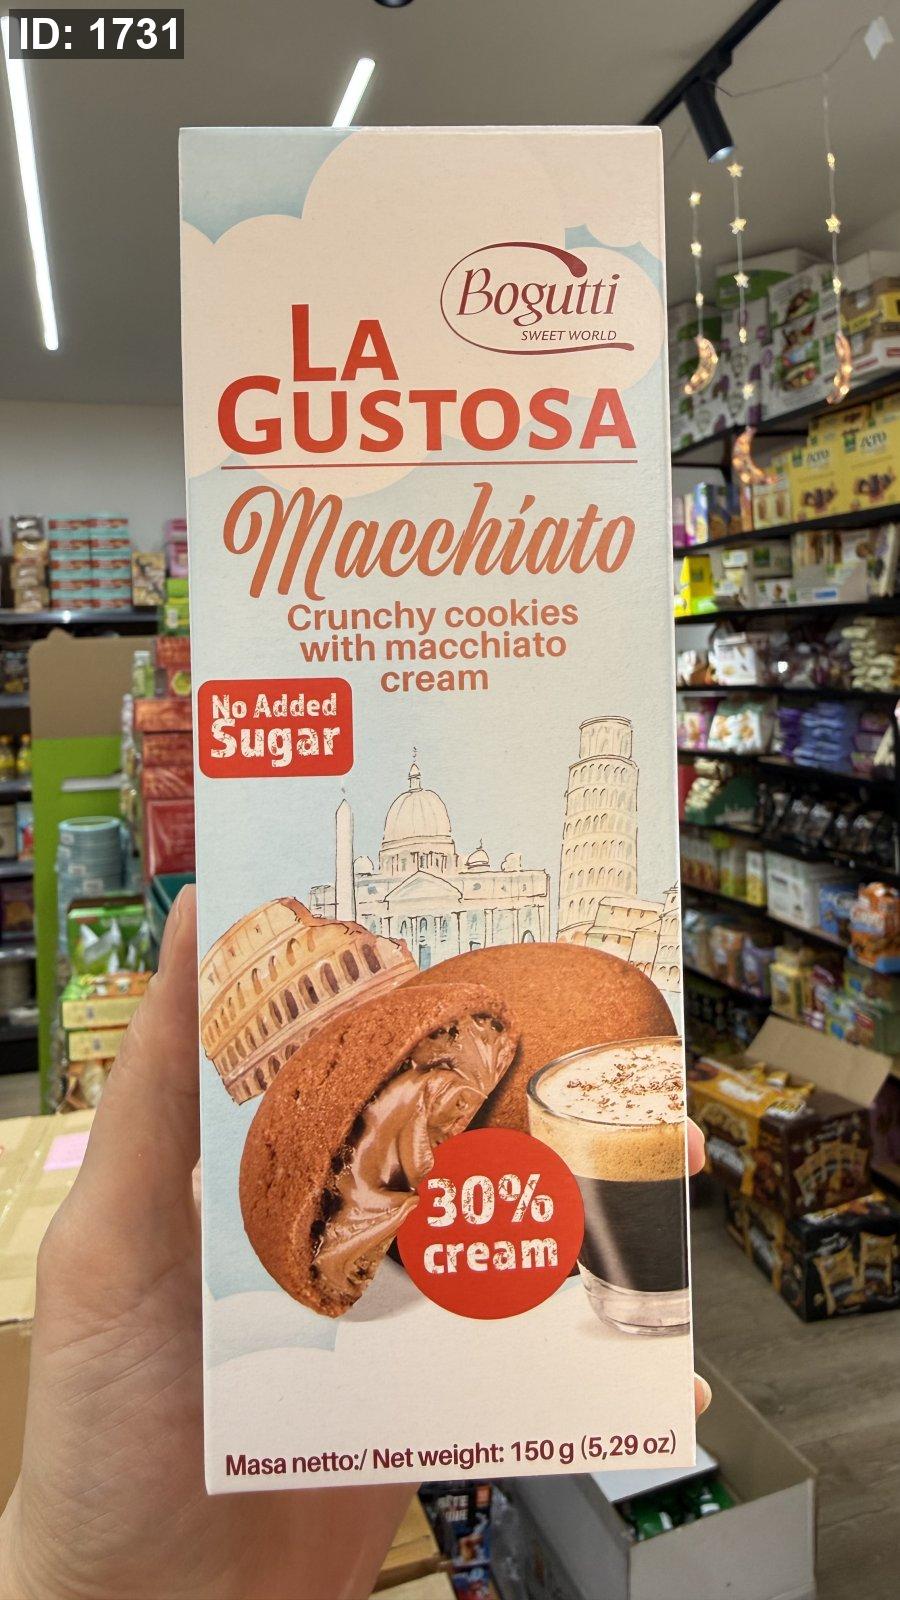 ID: 1731
Bogutti
SWEET WORLD
LA
GUSTOSA
Macchiato
Crunchy cookies
with macchiato
cream
No Added
Sugar
30%
cream
Masa netto:/ Net weight: 150 g (5,29 oz)